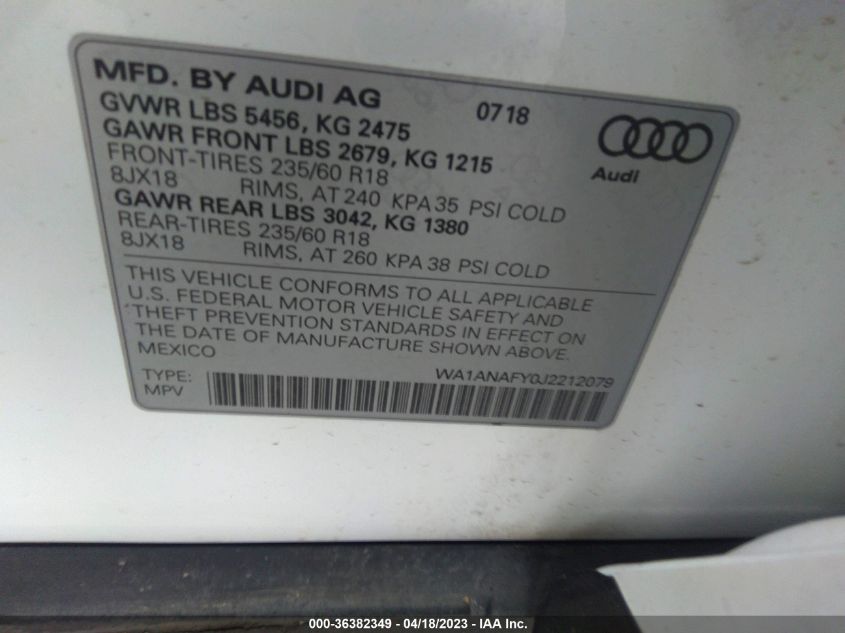 MFD. BY AUDI AG 0718
GVWR LBS 5456, KG 2475
GAWR FRONT LBS 2679, KG 1215
FRONT-TIRES 235/60 R18
8JX18 RIMS, AT 240 KPA 35 PSI COLD
GAWR REAR LBS 3042, KG 1380
REAR-TIRES 235/60 R18
8JX18 RIMS, AT 260 KPA 38 PSI COLD
Audi
THIS VEHICLE CONFORMS TO ALL APPLICABLE
U.S. FEDERAL MOTOR VEHICLE SAFETY AND
THEFT PREVENTION STANDARDS IN EFFECT ON
THE DATE OF MANUFACTURE SHOWN ABOVE.
MEXICO
WA1ANAFY0J2212079
TYPE:
MPV
000-36382349 - 04/18/2023 - IAA Inc.